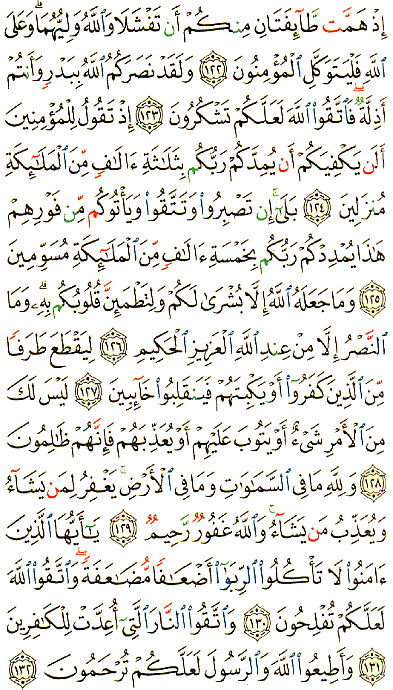 إِذْ هَمَّت طَّآئِفَتَانِ مِنكُمْ أَن تَفْشَلَا وَٱللَّهُ وَلِيُّهُمَا ۗ وَعَلَى
ٱللَّهِ فَلْيَتَوَكَّلِ ٱلْمُؤْمِنُونَ ١٢٢ وَلَقَدْ نَصَرَكُمُ ٱللَّهُ بِبَدْرٍ وَأَنتُمْ
أَذِلَّةٌ ۖ فَٱتَّقُوا۟ ٱللَّهَ لَعَلَّكُمْ تَشْكُرُونَ ١٢٣ إِذْ تَقُولُ لِلْمُؤْمِنِينَ
أَلَن يَكْفِيَكُمْ أَن يُمِدَّكُمْ رَبُّكُم بِثَلَٰثَةِ ءَالَٰفٍ مِّنَ ٱلْمَلَٰٓئِكَةِ
مُنزَلِينَ ١٢٤ بَلَىٰٓ ۚ إِن تَصْبِرُوا۟ وَتَتَّقُوا۟ وَيَأْتُوكُم مِّن فَوْرِهِمْ
هَٰذَا يُمْدِدْكُمْ رَبُّكُم بِخَمْسَةِ ءَالَٰفٍ مِّنَ ٱلْمَلَٰٓئِكَةِ مُسَوِّمِينَ
١٢٥ وَمَا جَعَلَهُ ٱللَّهُ إِلَّا بُشْرَىٰ لَكُمْ وَلِتَطْمَئِنَّ قُلُوبُكُم بِهِۦ ۗ وَمَا
ٱلنَّصْرُ إِلَّا مِنْ عِندِ ٱللَّهِ ٱلْعَزِيزِ ٱلْحَكِيمِ ١٢٦ لِيَقْطَعَ طَرَفًا
مِّنَ ٱلَّذِينَ كَفَرُوٓا۟ أَوْ يَكْبِتَهُمْ فَيَنقَلِبُوا۟ خَآئِبِينَ ١٢٧ لَيْسَ لَكَ
مِنَ ٱلْأَمْرِ شَىْءٌ أَوْ يَتُوبَ عَلَيْهِمْ أَوْ يُعَذِّبَهُمْ فَإِنَّهُمْ ظَٰلِمُونَ
١٢٨ وَلِلَّهِ مَا فِى ٱلسَّمَٰوَٰتِ وَمَا فِى ٱلْأَرْضِ ۚ يَغْفِرُ لِمَن يَشَآءُ
وَيُعَذِّبُ مَن يَشَآءُ ۚ وَٱللَّهُ غَفُورٌ رَّحِيمٌ ١٢٩ يَٰٓأَيُّهَا ٱلَّذِينَ
ءَامَنُوا۟ لَا تَأْكُلُوا۟ ٱلرِّبَوٰٓا۟ أَضْعَٰفًا مُّضَٰعَفَةً ۖ وَٱتَّقُوا۟ ٱللَّهَ
لَعَلَّكُمْ تُفْلِحُونَ ١٣٠ وَٱتَّقُوا۟ ٱلنَّارَ ٱلَّتِىٓ أُعِدَّتْ لِلْكَٰفِرِينَ
١٣١ وَأَطِيعُوا۟ ٱللَّهَ وَٱلرَّسُولَ لَعَلَّكُمْ تُرْحَمُونَ ١٣٢